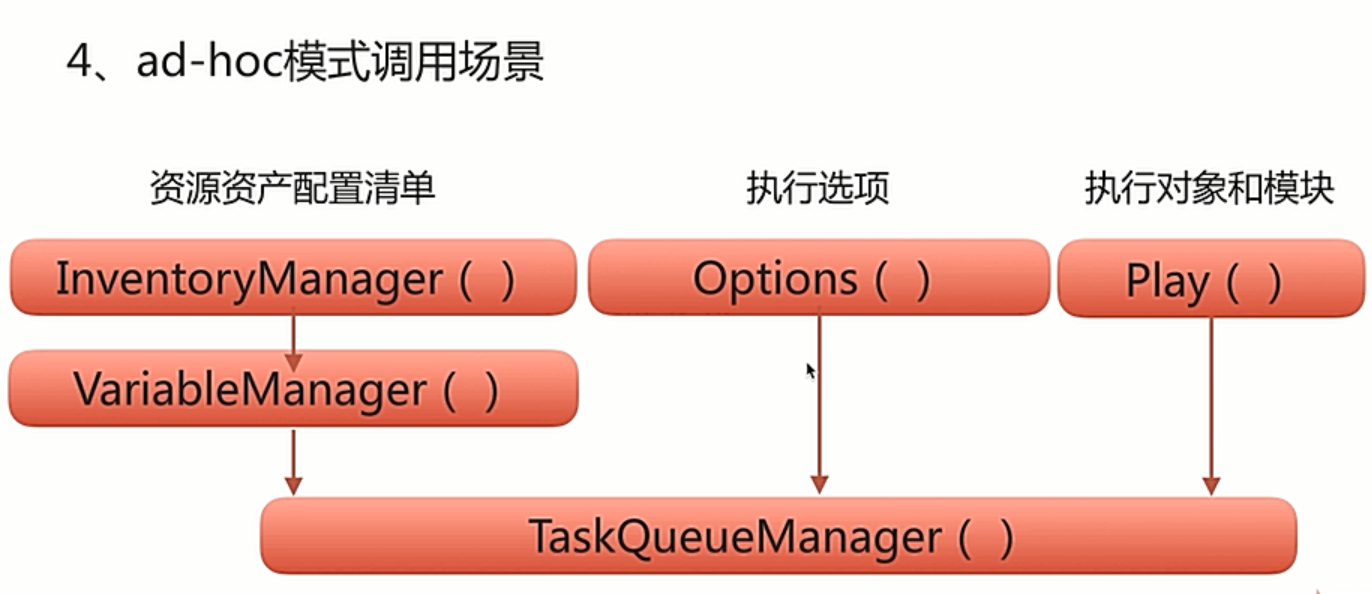 4、ad-hoc模式调用场景
资源资产配置清单
执行选项
执行对象和模块
InventoryManager（ ）
Options（ ）
Play（ ）
VariableManager（ ）
TaskQueueManager（ ）